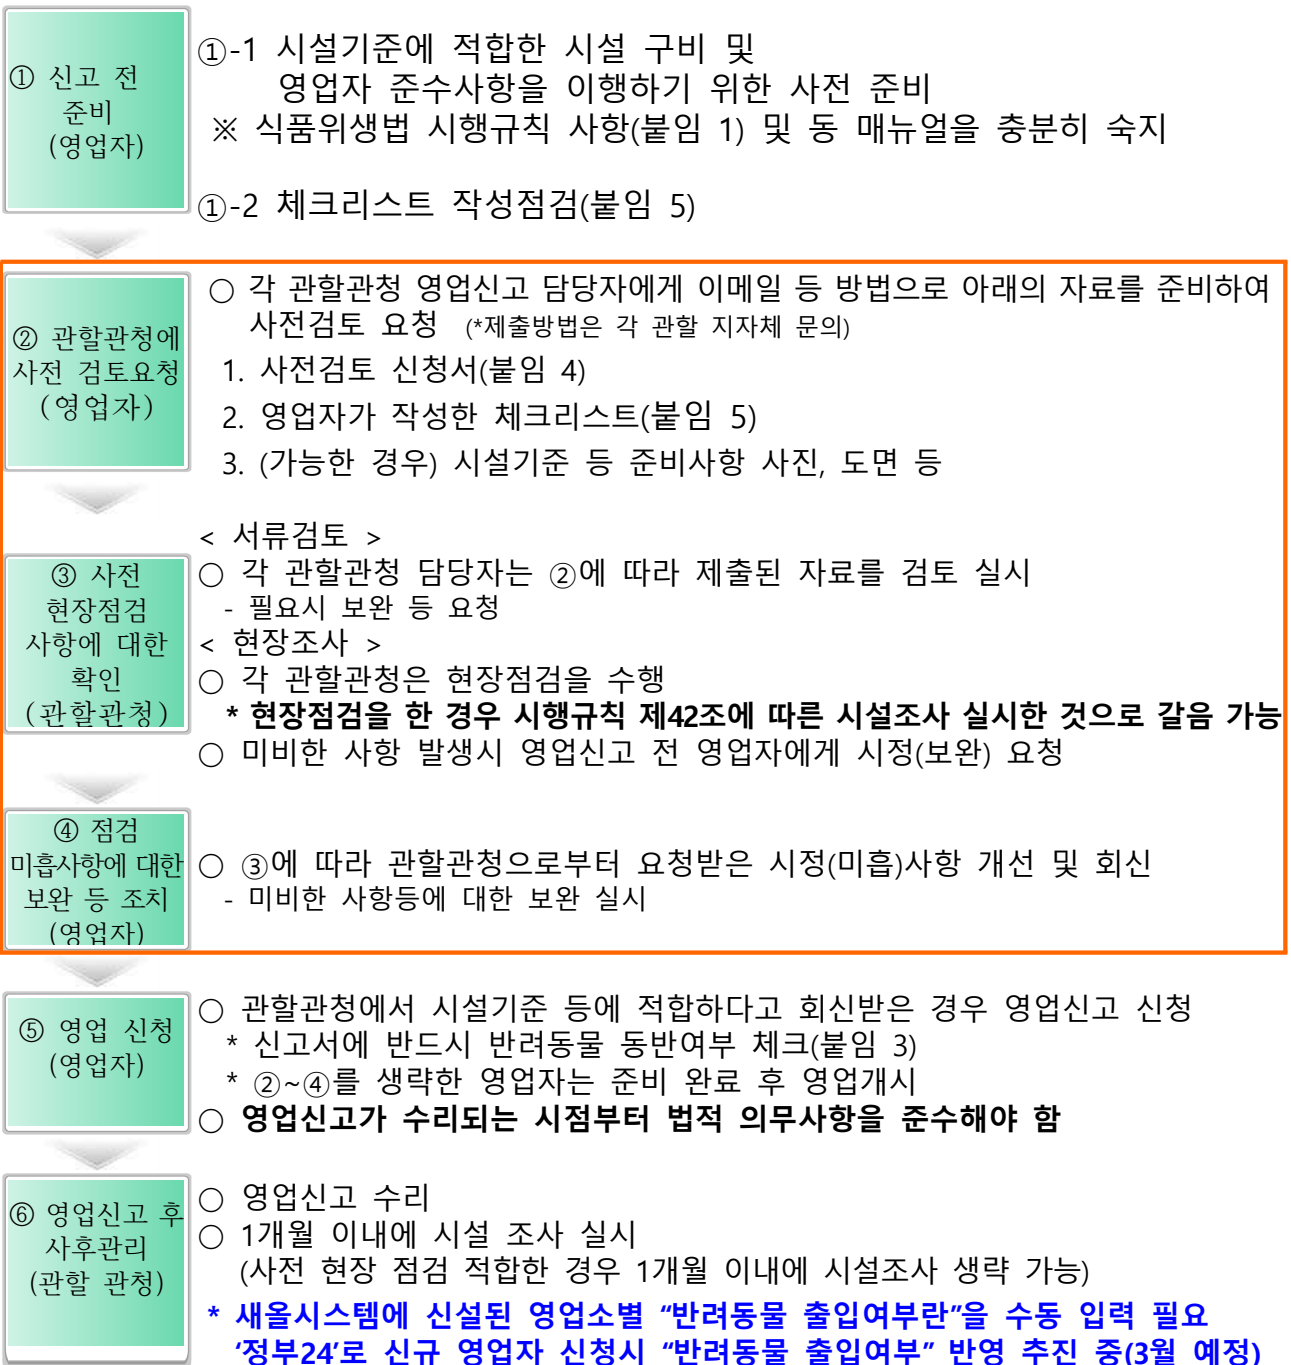 ① 신고 전
준비
(영업자)
①-1 시설기준에 적합한 시설 구비 및
영업자 준수사항을 이행하기 위한 사전 준비
※ 식품위생법 시행규칙 사항(붙임 1) 및 동 매뉴얼을 충분히 숙지
①-2 체크리스트 작성점검(붙임 5)
② 관할관청에
사전 검토요청
(영업자)
○ 각 관할관청 영업신고 담당자에게 이메일 등 방법으로 아래의 자료를 준비하여
사전검토 요청 (*제출방법은 각 관할 지자체 문의)
1. 사전검토 신청서(붙임 4)
2. 영업자가 작성한 체크리스트(붙임 5)
3. (가능한 경우) 시설기준 등 준비사항 사진, 도면 등
③ 사전
현장점검
사항에 대한
확인
(관할관청)
< 서류검토 >
○ 각 관할관청 담당자는 ②에 따라 제출된 자료를 검토 실시
- 필요시 보완 등 요청
< 현장조사 >
○ 각 관할관청은 현장점검을 수행
* 현장점검을 한 경우 시행규칙 제42조에 따른 시설조사 실시한 것으로 갈음 가능
○ 미비한 사항 발생시 영업신고 전 영업자에게 시정(보완) 요청
④ 점검
미흡사항에 대한
보완 등 조치
(영업자)
○ ③에 따라 관할관청으로부터 요청받은 시정(미흡)사항 개선 및 회신
- 미비한 사항등에 대한 보완 실시
⑤ 영업 신청
(영업자)
○ 관할관청에서 시설기준 등에 적합하다고 회신받은 경우 영업신고 신청
* 신고서에 반드시 반려동물 동반여부 체크(붙임 3)
* ②~④를 생략한 영업자는 준비 완료 후 영업개시
○ 영업신고가 수리되는 시점부터 법적 의무사항을 준수해야 함
⑥ 영업신고 후
사후관리
(관할 관청)
○ 영업신고 수리
○ 1개월 이내에 시설 조사 실시
(사전 현장 점검 적합한 경우 1개월 이내에 시설조사 생략 가능)
* 새올시스템에 신설된 영업소별 “반려동물 출입여부란”을 수동 입력 필요
‘정부24’로 신규 영업자 신청시 “반려동물 출입여부” 반영 추진 중(3월 예정)